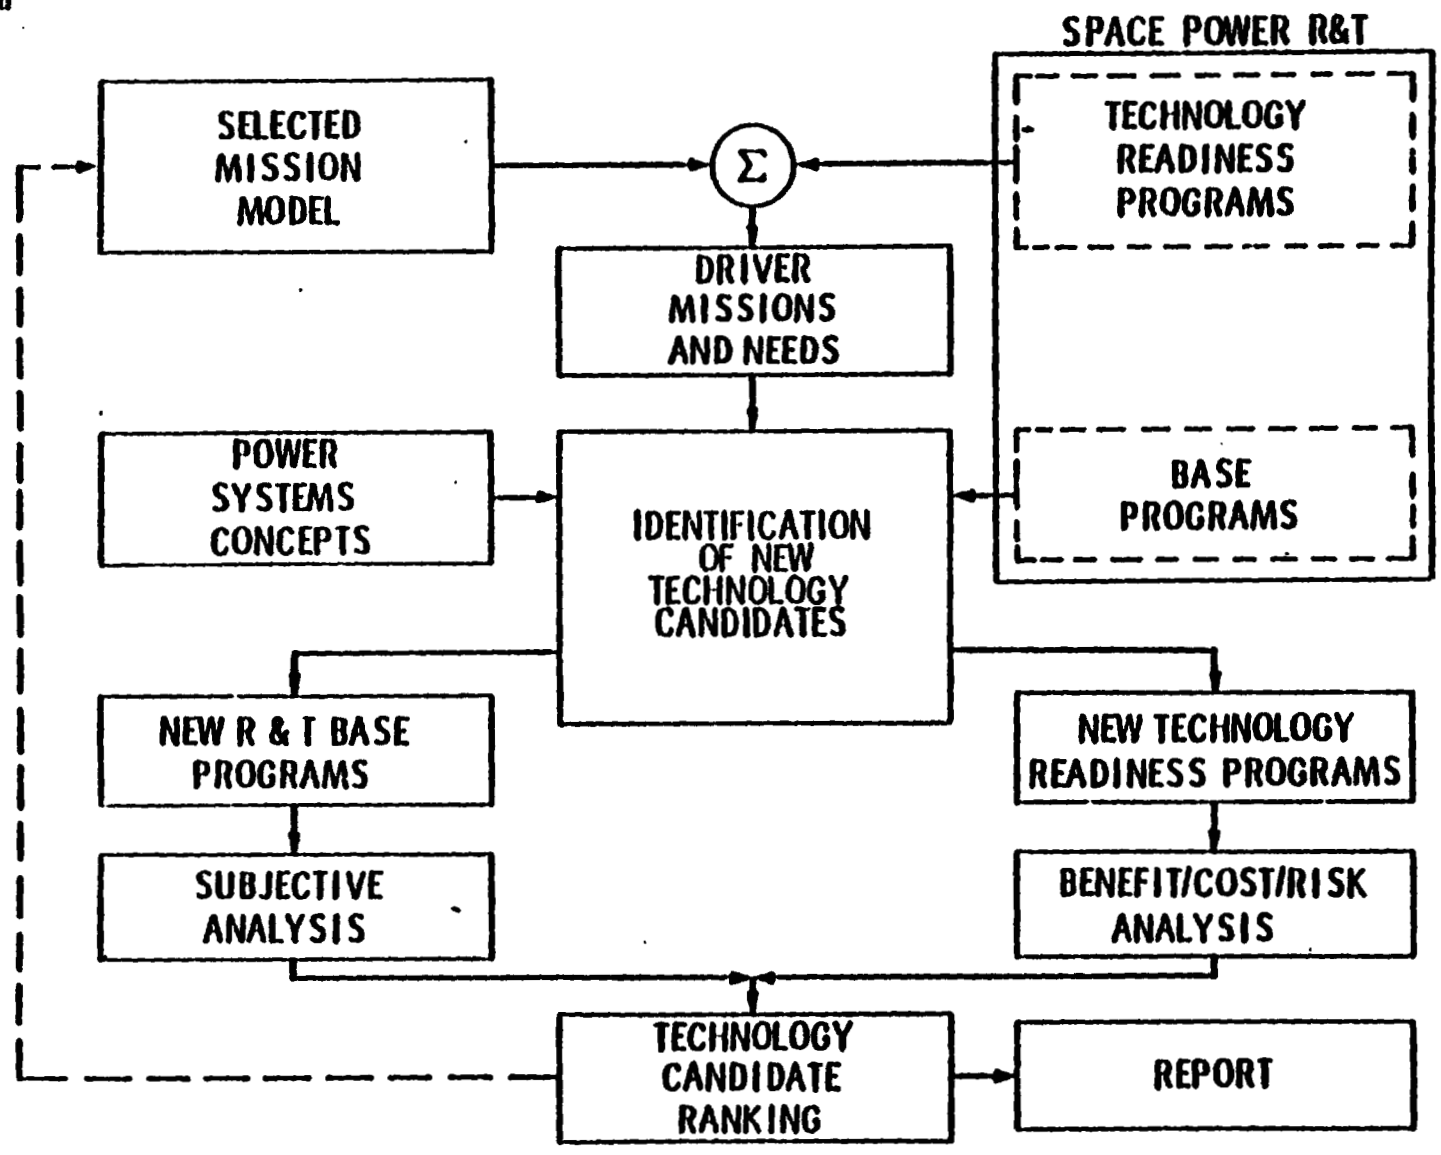 SPACE POWER R&T
SELECTED
MISSION
MODEL
Σ
TECHNOLOGY
READINESS
PROGRAMS
DRIVER
MISSIONS
AND NEEDS
POWER
SYSTEMS
CONCEPTS
IDENTIFICATION
OF NEW
TECHNOLOGY
CANDIDATES
BASE
PROGRAMS
NEW R & T BASE
PROGRAMS
NEW TECHNOLOGY
READINESS PROGRAMS
SUBJECTIVE
ANALYSIS
BENEFIT/COST/RISK
ANALYSIS
TECHNOLOGY
CANDIDATE
RANKING
REPORT